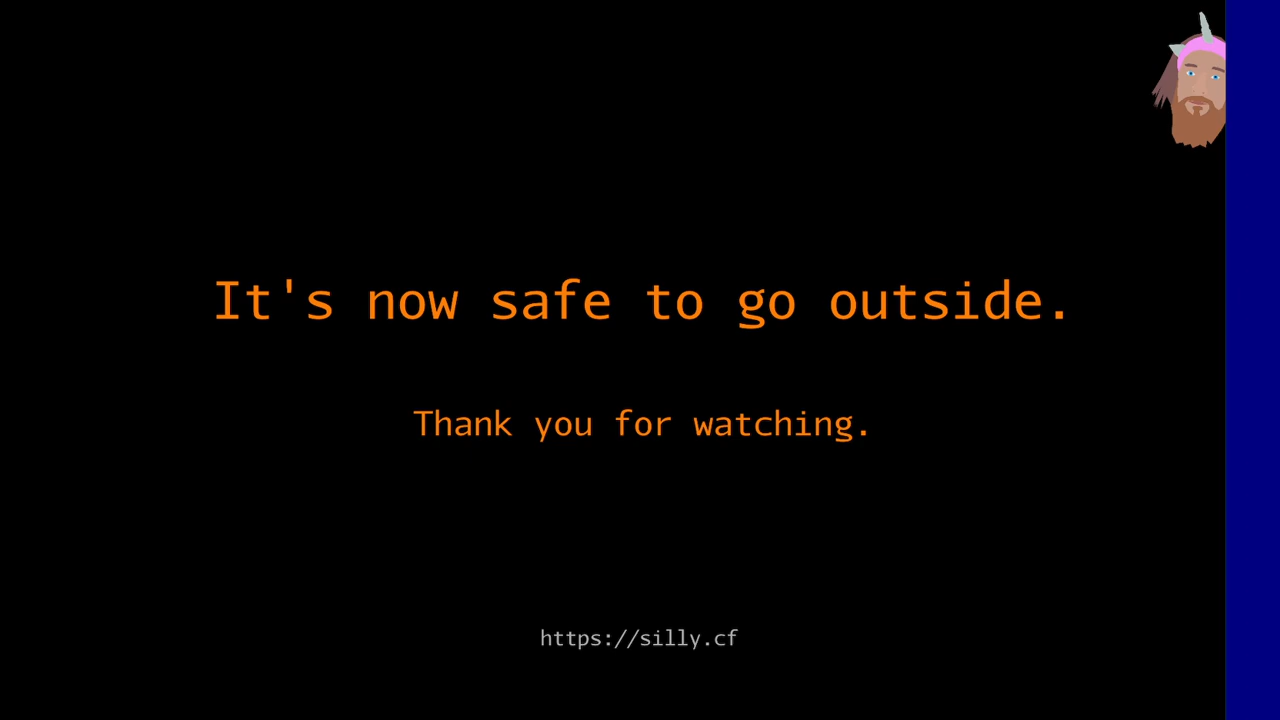 It's now safe to go outside.
Thank you for watching.
https://silly.cf